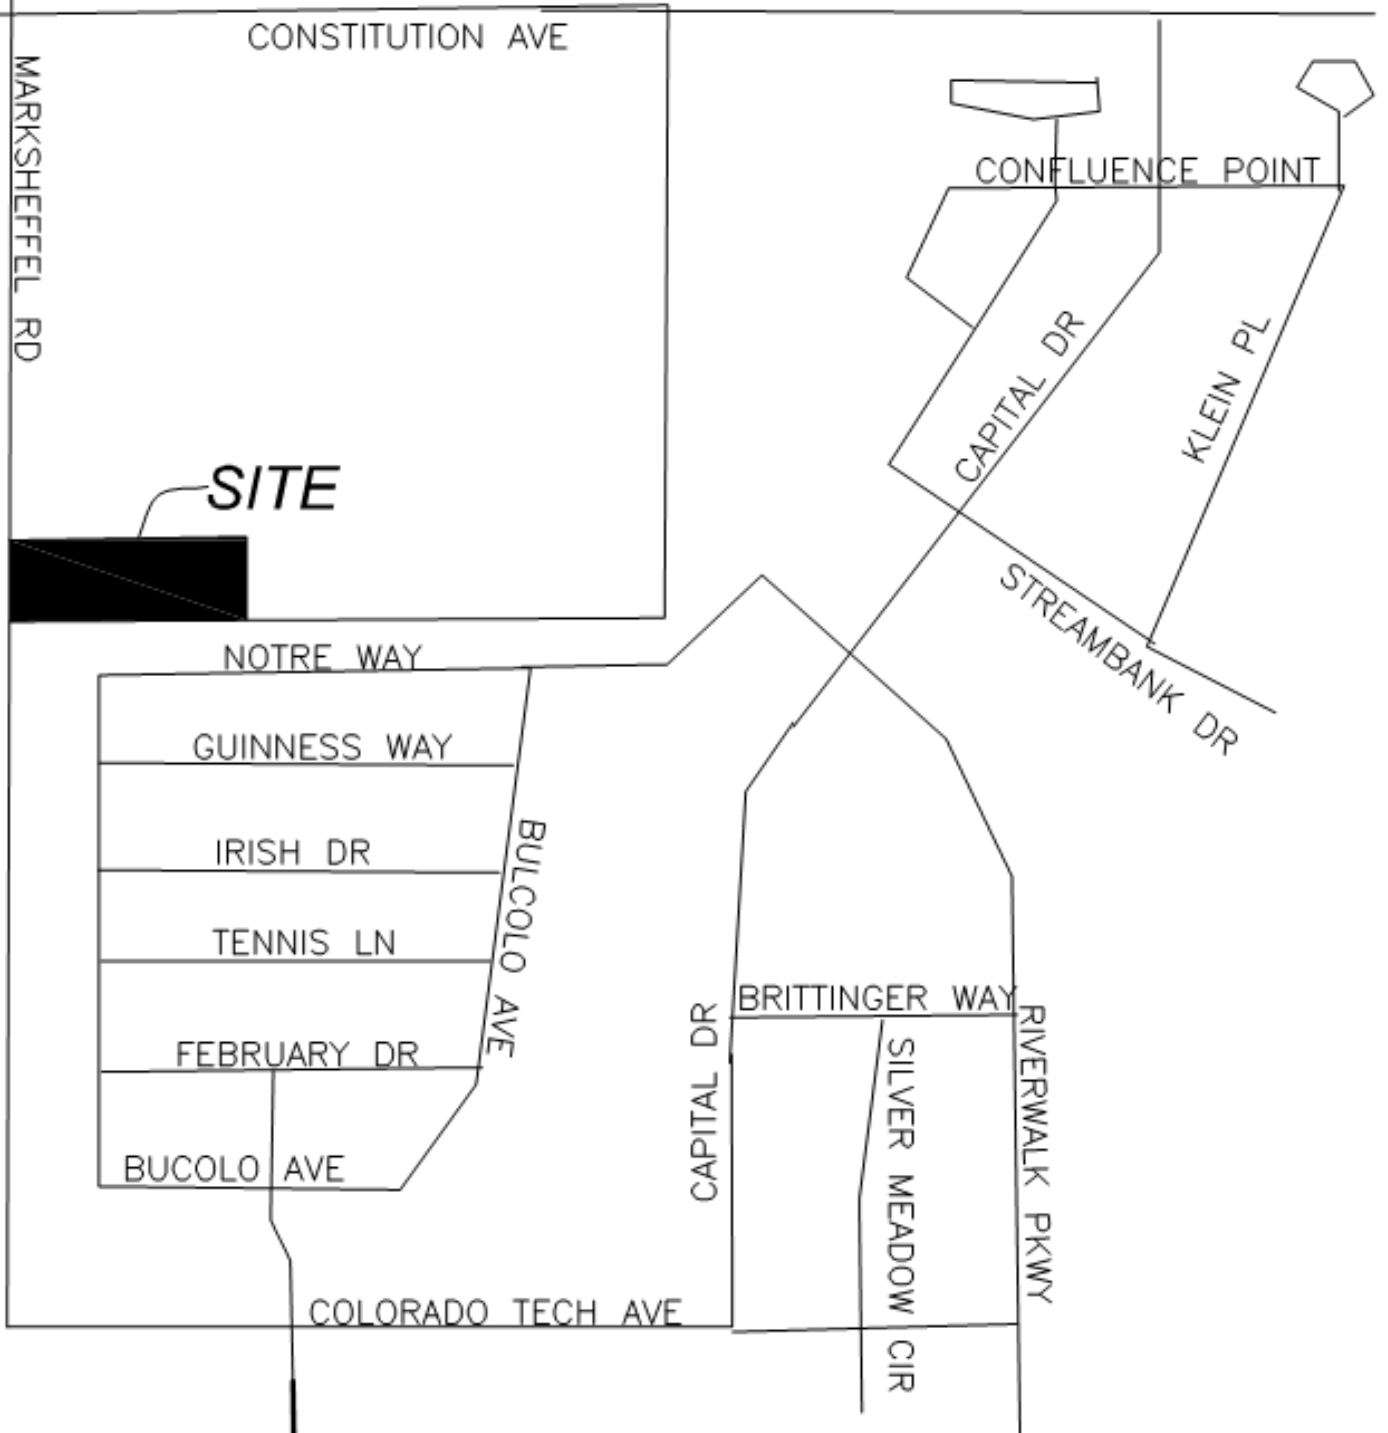 CONSTITUTION AVE
MARKSHEFFEL RD
CONFLUENCE POINT
CAPITAL DR
KLEIN PL
SITE
STREAMBANK DR
NOTRE WAY
GUINNESS WAY
IRISH DR
BULCOLO AVE
TENNIS LN
FEBRUARY DR
BRITTINGER WAY
CAPITAL DR
SILVER MEADOW CIR
RIVERWALK PKWY
BUCOLO AVE
COLORADO TECH AVE